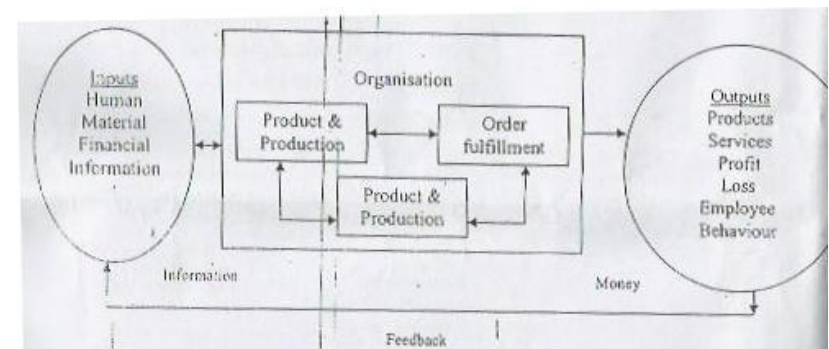 Inputs
Human
Material
Financial
Information
Organisation
Product &
Production
Order
fulfillment
Product &
Production
Outputs
Products
Services
Profit
Loss
Employee
Behaviour
Information
Money
Feedback